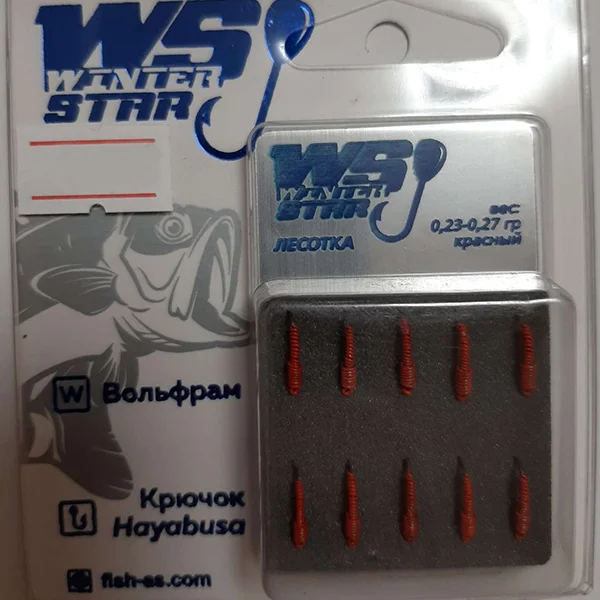 WS
WINTER
STAR
WS
WINTER
STAR
ЛЕСОТКА
вес
0,23-0,27 гр
красный
W Вольфрам
Крючок
Hayabusa
fish-as.com